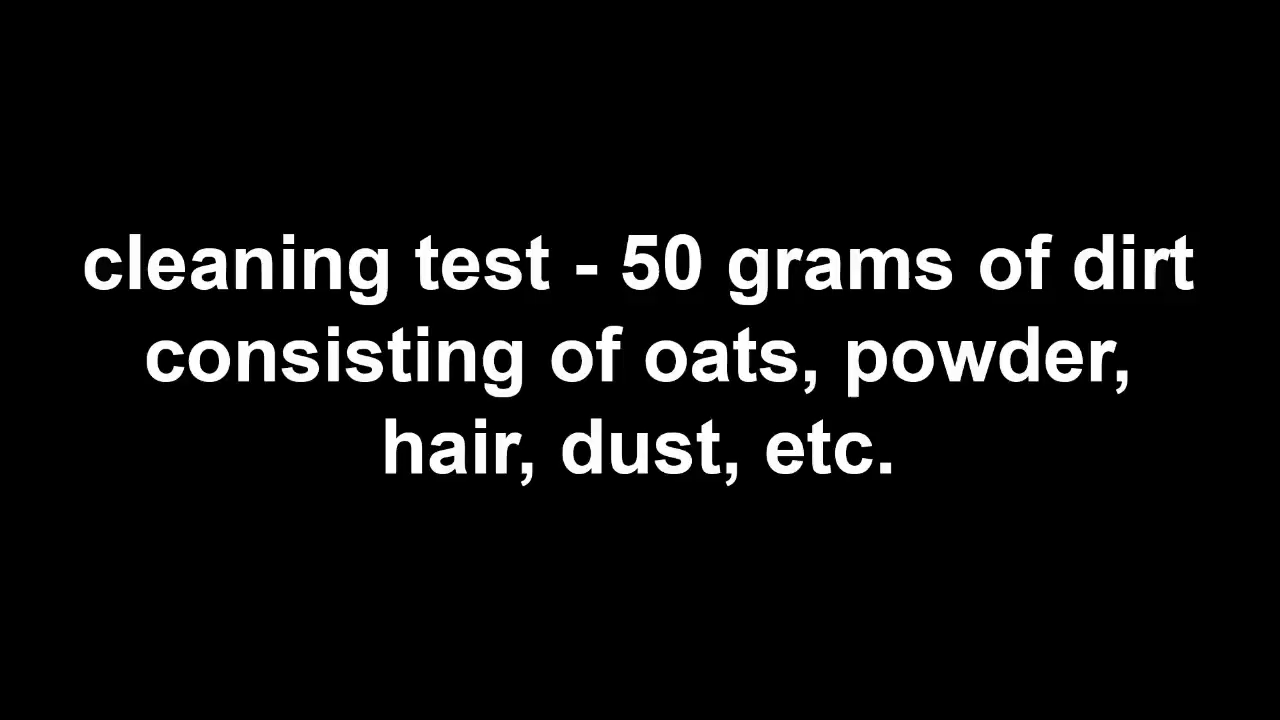 cleaning test - 50 grams of dirt
consisting of oats, powder,
hair, dust, etc.